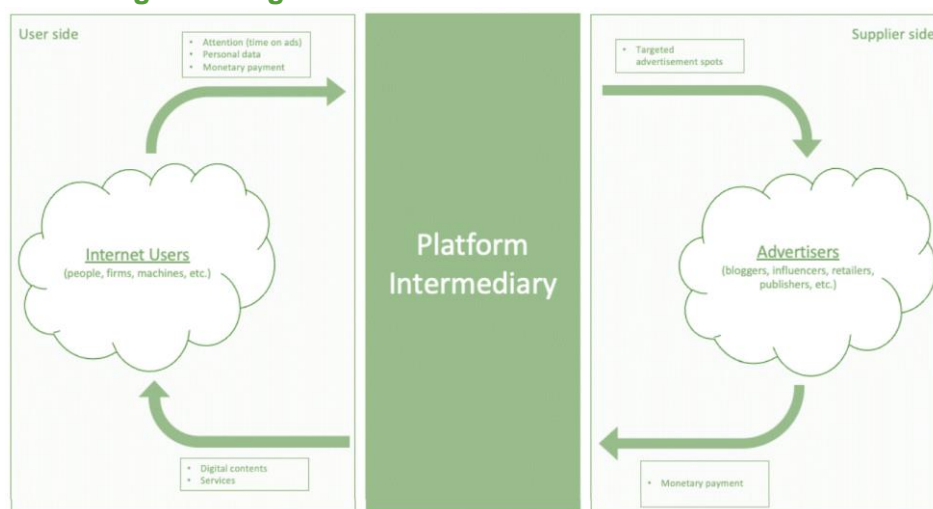 User side
Supplier side
• Attention (time on ads)
• Personal data
• Monetary payment
• Targeted
advertisement spots
Internet Users
(people, firms, machines, etc.)
Platform
Intermediary
Advertisers
(bloggers, influencers, retailers,
publishers, etc.)
• Digital contents
• Services
• Monetary payment